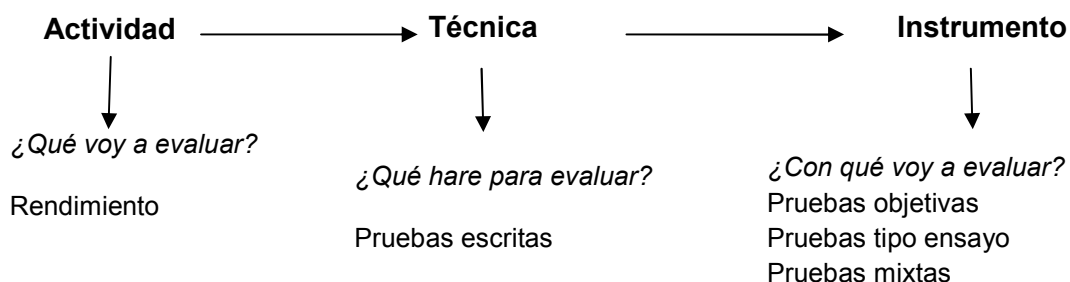 Actividad
Técnica
Instrumento
¿Qué voy a evaluar?
Rendimiento
¿Qué hare para evaluar?
Pruebas escritas
¿Con qué voy a evaluar?
Pruebas objetivas
Pruebas tipo ensayo
Pruebas mixtas